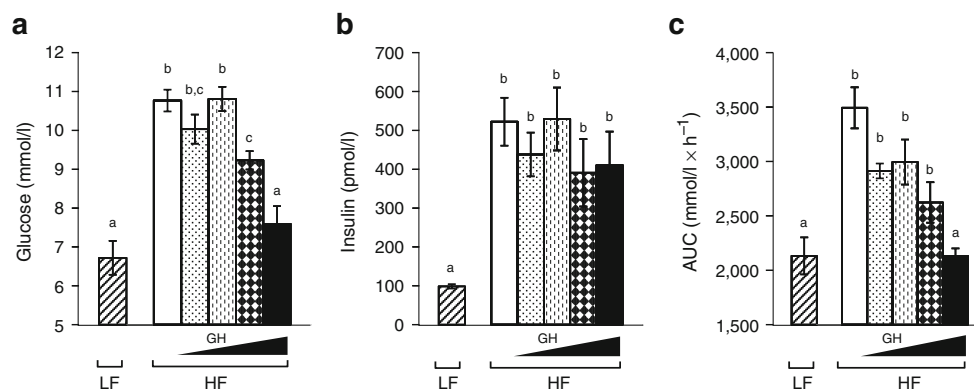 a
Glucose (mmol/l)
12
11
10
9
8
7
6
5
a
b
b,c
b
c
a
GH
LF
HF
b
Insulin (pmol/l)
700
600
500
400
300
200
100
0
a
b
b
b
b
b
GH
LF
HF
c
AUC (mmol/l × h⁻¹)
4,000
3,500
3,000
2,500
2,000
1,500
a
b
b
b
b
a
GH
LF
HF